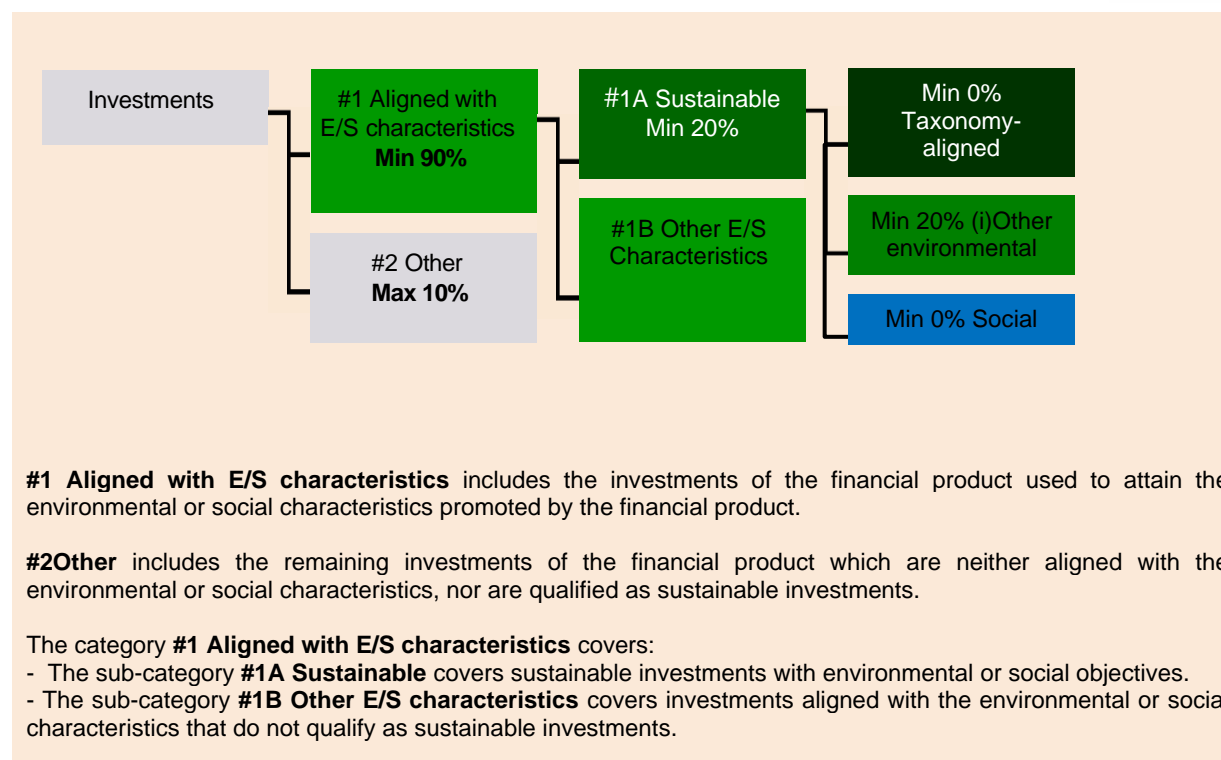 Investments
#1 Aligned with
E/S characteristics
Min 90%
#2 Other
Max 10%
#1A Sustainable
Min 20%
#1B Other E/S
Characteristics
Min 0%
Taxonomy-
aligned
Min 20% (i)Other
environmental
Min 0% Social
#1 Aligned with E/S characteristics includes the investments of the financial product used to attain the
environmental or social characteristics promoted by the financial product.
#2Other includes the remaining investments of the financial product which are neither aligned with the
environmental or social characteristics, nor are qualified as sustainable investments.
The category #1 Aligned with E/S characteristics covers:
- The sub-category #1A Sustainable covers sustainable investments with environmental or social objectives.
- The sub-category #1B Other E/S characteristics covers investments aligned with the environmental or social
characteristics that do not qualify as sustainable investments.